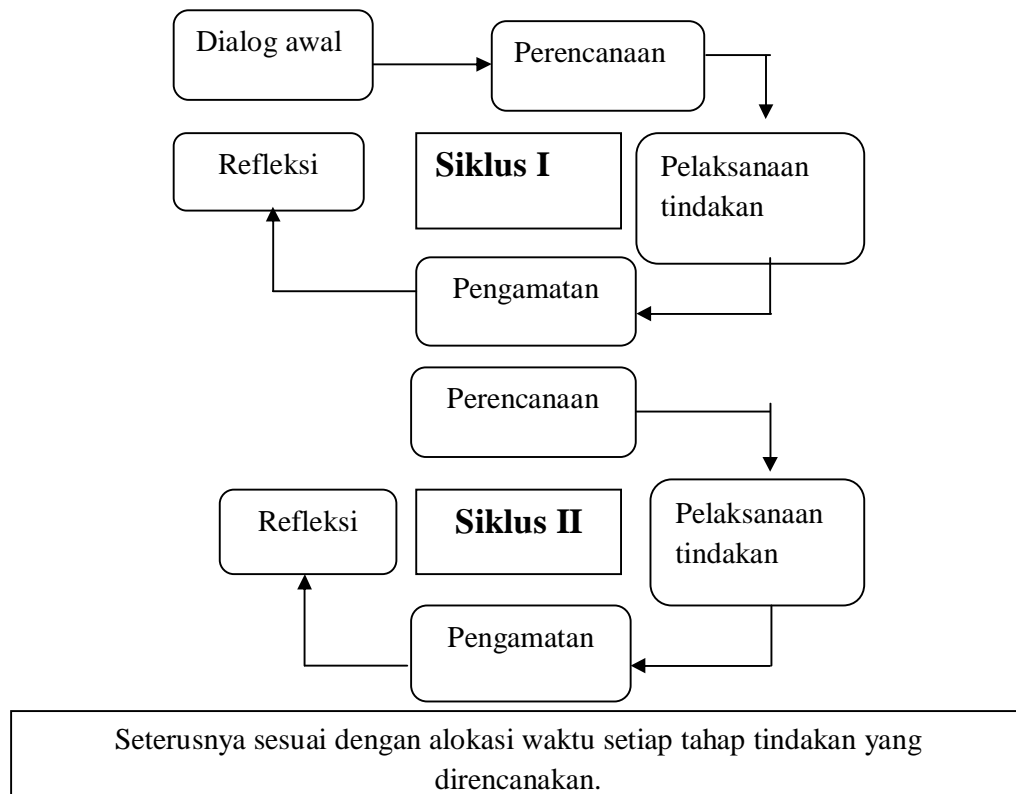 Dialog awal
Perencanaan
Refleksi
Siklus I
Pelaksanaan
tindakan
Pengamatan
Perencanaan
Refleksi
Siklus II
Pelaksanaan
tindakan
Pengamatan
Seterusnya sesuai dengan alokasi waktu setiap tahap tindakan yang
direncanakan.